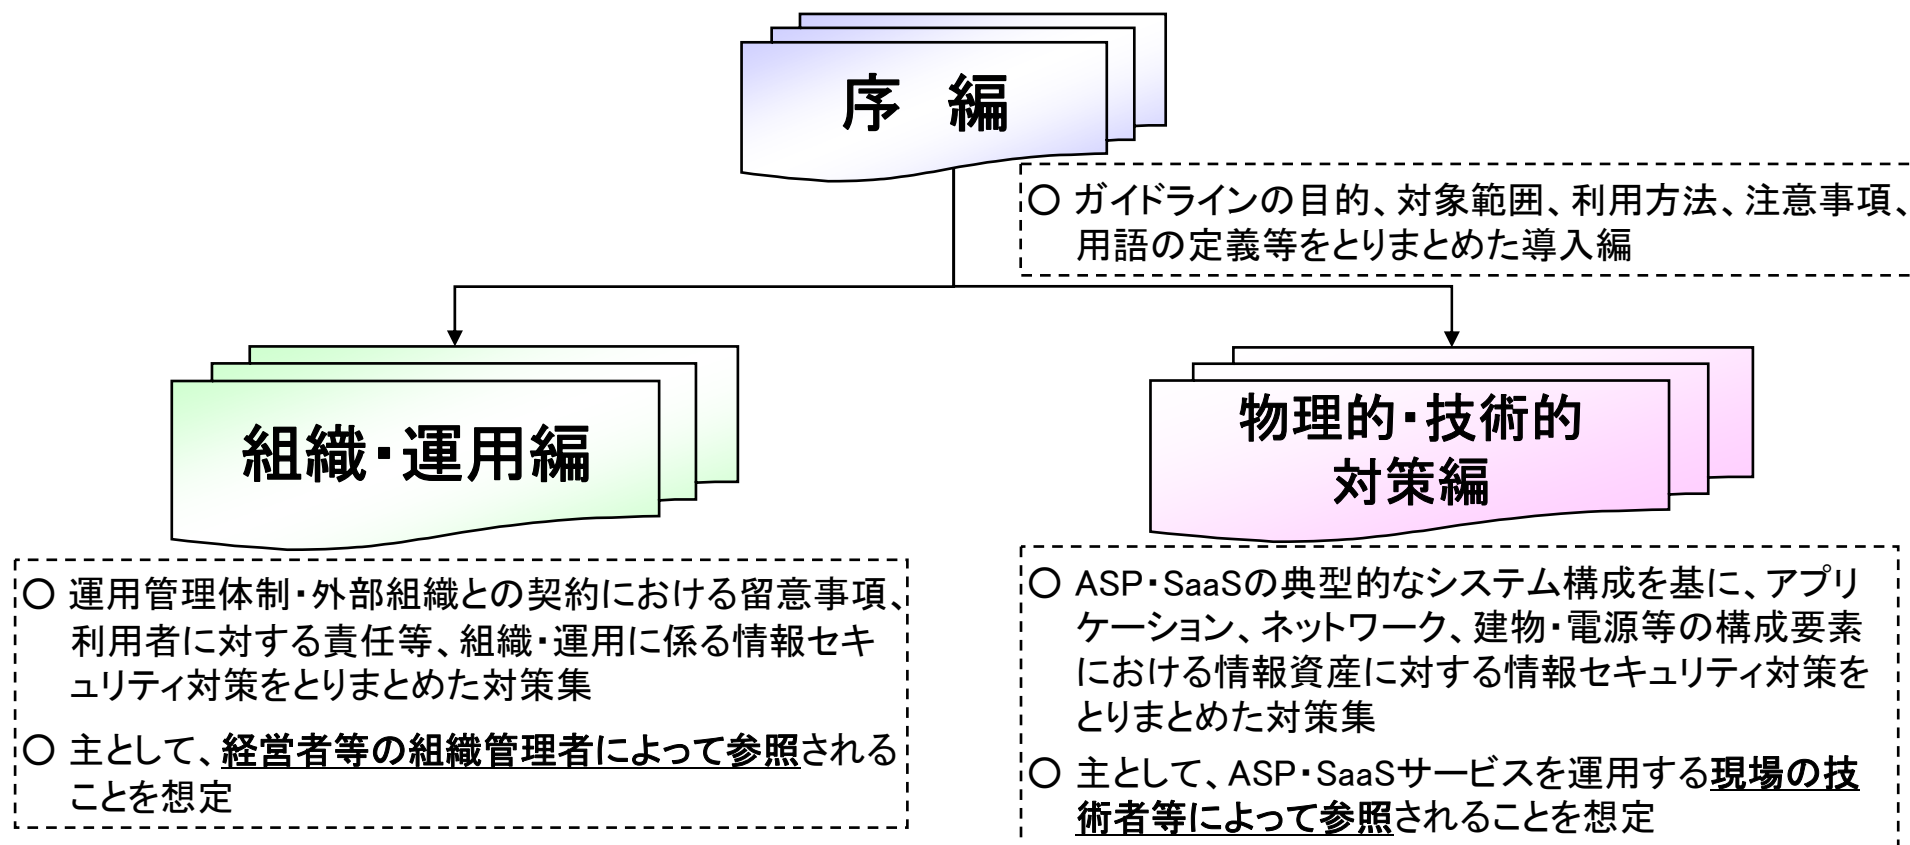 序　編
○ ガイドラインの目的、対象範囲、利用方法、注意事項、
用語の定義等をとりまとめた導入編
組織・運用編
○ 運用管理体制・外部組織との契約における留意事項、
利用者に対する責任等、組織・運用に係る情報セキ
ュリティ対策をとりまとめた対策集
○ 主として、経営者等の組織管理者によって参照される
ことを想定
物理的・技術的
対策編
○ ASP・SaaSの典型的なシステム構成を基に、アプリ
ケーション、ネットワーク、建物・電源等の構成要素
における情報資産に対する情報セキュリティ対策を
とりまとめた対策集
○ 主として、ASP・SaaSサービスを運用する現場の技
術者等によって参照されることを想定